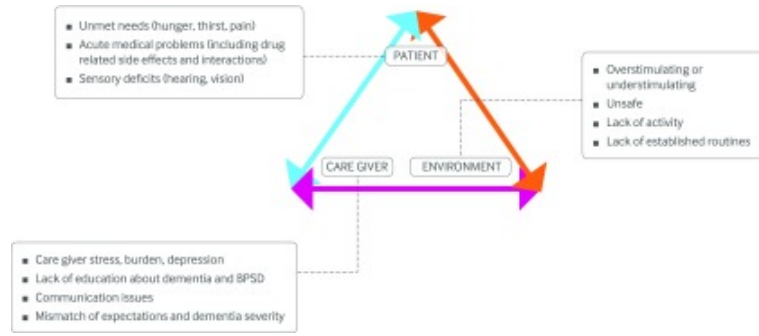 Unmet needs (hunger, thirst, pain)
Acute medical problems (including drug
related side effects and interactions)
Sensory deficits (hearing, vision)
PATIENT
Overstimulating or
understimulating
Unsafe
Lack of activity
Lack of established routines
CARE GIVER
ENVIRONMENT
Care giver stress, burden, depression
Lack of education about dementia and BPSD
Communication issues
Mismatch of expectations and dementia severity